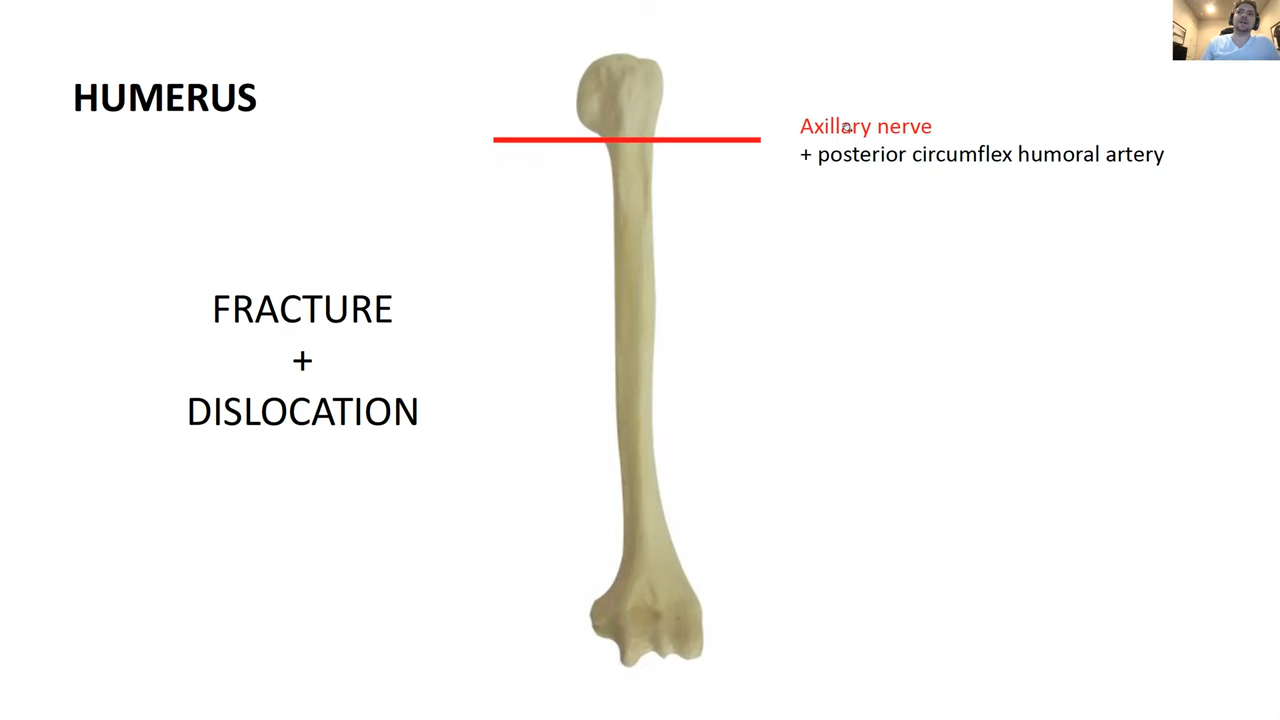 HUMERUS
Axillary nerve
+ posterior circumflex humoral artery
FRACTURE
+
DISLOCATION